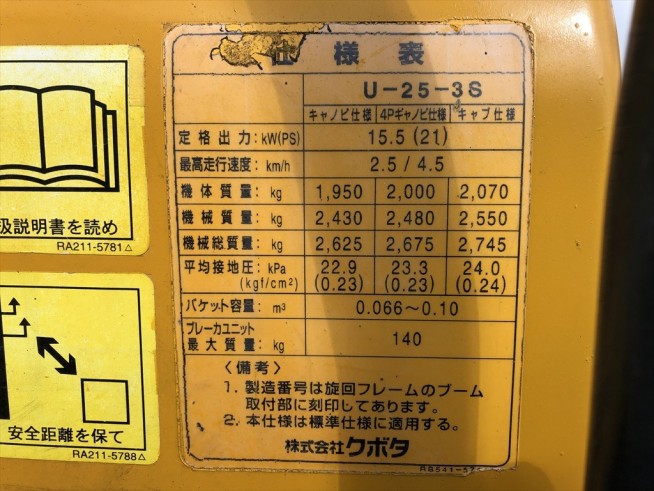 仕様表
U-25-3S
キャノピ仕様 4Pキャノピ仕様 キャブ仕様
定格出力：kW(PS) 15.5(21)
最高走行速度：km/h 2.5/4.5
機体質量：kg 1,950 2,000 2,070
機械質量：kg 2,430 2,480 2,550
機械総質量：kg 2,625 2,675 2,745
平均接地圧：kPa 22.9 23.3 24.0
(kgf/cm²) (0.23) (0.23) (0.24)
バケット容量：m³ 0.066～0.10
ブレーカユニット
最大質量：kg 140
〈備考〉
1. 製造番号は旋回フレームのブーム
取付部に刻印してあります。
2. 本仕様は標準仕様に適用する。
株式会社クボタ
RB541-57
扱説明書を読め
RA211-5781△
安全距離を保て
RA211-5788△